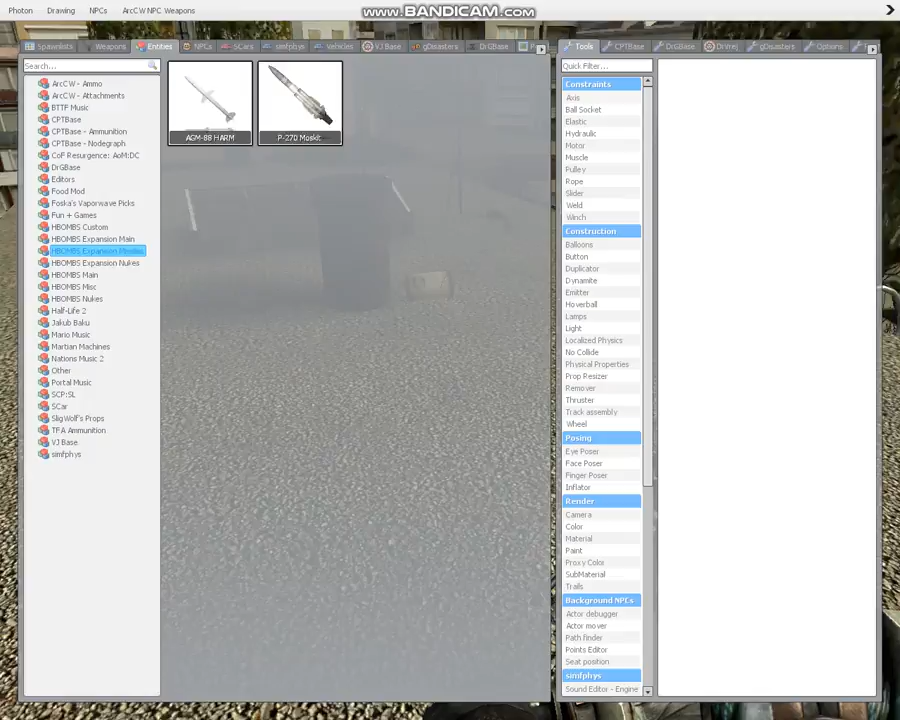 Photon Drawing NPCs ArcCW NPC Weapons
www.BANDICAM.com
Spawnlists Weapons Entities NPCs SCars simfphys Vehicles VJ Base gDisasters DrGBase
Tools CPTBase DrGBase gDisasters Options
Search...
ArcCW - Ammo
ArcCW - Attachments
BTTF Music
CPTBase
CPTBase - Ammunition
CPTBase - Nodegraph
CoF Resurgence: AoM:DC
DrGBase
Editors
Food Mod
Foska's Vaporwave Picks
Fun + Games
HBOMBS Custom
HBOMBS Expansion Main
HBOMBS Expansion Missiles
HBOMBS Expansion Nukes
HBOMBS Main
HBOMBS Misc
HBOMBS Nukes
Half-Life 2
Jakub Baku
Mario Music
Martian Machines
Nations Music 2
Other
Portal Music
SCP:SL
SCar
SligWolf's Props
TFA Ammunition
VJ Base
simfphys
AGM-88 HARM
P-270 Moskit
Quick Filter...
Constraints
Axis
Ball Socket
Elastic
Hydraulic
Motor
Muscle
Pulley
Rope
Slider
Weld
Winch
Construction
Balloons
Button
Duplicator
Dynamite
Emitter
Hoverball
Lamps
Light
Localized Physics
No Collide
Physical Properties
Prop Resizer
Remover
Thruster
Track assembly
Wheel
Posing
Eye Poser
Face Poser
Finger Poser
Inflator
Render
Camera
Color
Material
Paint
Proxy Color
SubMaterial
Trails
Background NPCs
Actor debugger
Actor mover
Path finder
Points Editor
Seat position
simfphys
Sound Editor - Engine